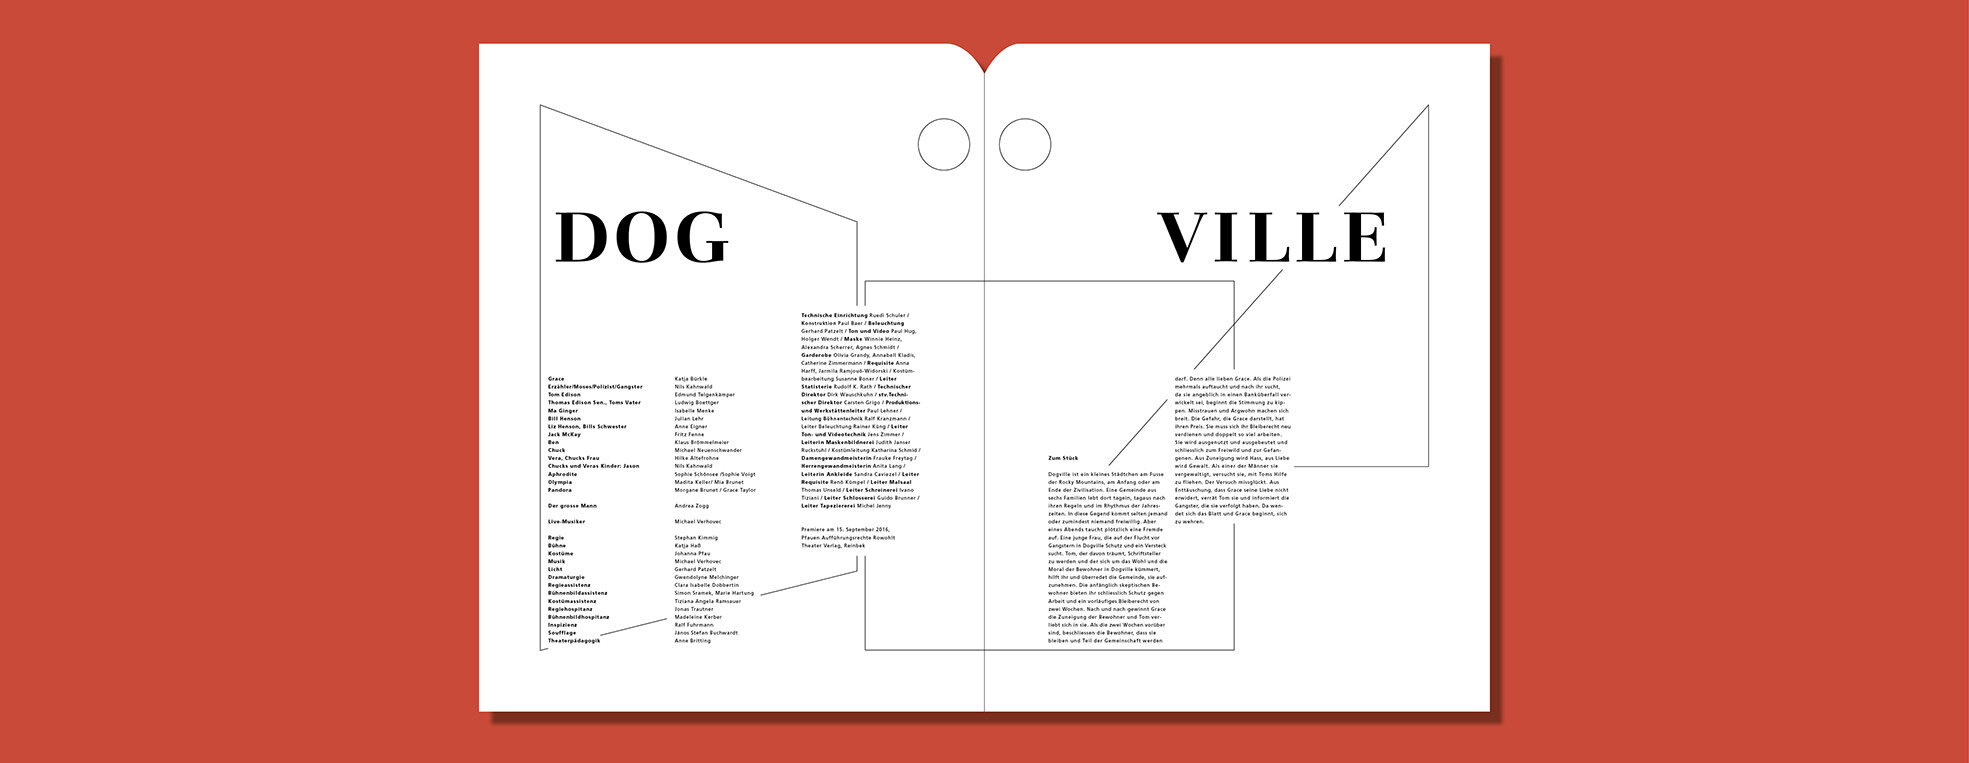 DOG
VILLE
Grace Katja Bürkle
Erzähler/Moses/Polizist/Gangster Nils Kahnwald
Tom Edison Edmund Telgenkämper
Thomas Edison Sen., Toms Vater Ludwig Boettger
Ma Ginger Isabelle Menke
Bill Henson Julian Lehr
Liz Henson, Bills Schwester Anne Eigner
Jack McKay Fritz Fenne
Ben Klaus Brömmelmeier
Chuck Michael Neuenschwander
Vera, Chucks Frau Hilke Altefrohne
Chucks und Veras Kinder: Jason Nils Kahnwald
Aphrodite Sophie Schönsee /Sophie Voigt
Olympia Madita Keller/ Mia Brunet
Pandora Morgane Brunet / Grace Taylor
Der grosse Mann Andrea Zogg
Live-Musiker Michael Verhovec
Regie Stephan Kimmig
Bühne Katja Haß
Kostüme Johanna Pfau
Musik Michael Verhovec
Licht Gerhard Patzelt
Dramaturgie Gwendolyne Melchinger
Regieassistenz Clara Isabelle Dobbertin
Bühnenbildassistenz Simon Sramek, Marie Hartung
Kostümassistenz Tiziana Angela Ramsauer
Regiehospitanz Jonas Trautner
Bühnenbildhospitanz Madeleine Kerber
Inspizienz Ralf Fuhrmann
Soufflage János Stefan Buchwardt
Theaterpädagogik Anne Britting
Technische Einrichtung Ruedi Schuler /
Konstruktion Paul Baer / Beleuchtung
Gerhard Patzelt / Ton und Video Paul Hug,
Holger Wendt / Maske Winnie Heinz,
Alexandra Scherrer, Agnes Schmidt /
Garderobe Olivia Grandy, Annabell Kladis,
Catherine Zimmermann / Requisite Anna
Harff, Jarmila Ramjoué-Widorski / Kostüm-
bearbeitung Susanne Boner / Leiter
Statisterie Rudolf K. Rath / Technischer
Direktor Dirk Wauschkuhn / stv.Techni-
scher Direktor Carsten Grigo / Produktions-
und Werkstättenleiter Paul Lehner /
Leitung Bühnentechnik Ralf Kranzmann /
Leiter Beleuchtung Rainer Küng / Leiter
Ton- und Videotechnik Jens Zimmer /
Leiterin Maskenbildnerei Judith Janser
Ruckstuhl / Kostümleitung Katharina Schmid /
Damengewandmeisterin Frauke Freytag /
Herrengewandmeisterin Anita Lang /
Leiterin Ankleide Sandra Caviezel / Leiter
Requisite René Kümpel / Leiter Malsaal
Thomas Unseld / Leiter Schreinerei Ivano
Tiziani / Leiter Schlosserei Guido Brunner /
Leiter Tapeziererei Michel Jenny
Premiere am 15. September 2016,
Pfauen Aufführungsrechte Rowohlt
Theater Verlag, Reinbek
Zum Stück
Dogville ist ein kleines Städtchen am Fusse
der Rocky Mountains, am Anfang oder am
Ende der Zivilisation. Eine Gemeinde aus
sechs Familien lebt dort tagein, tagaus nach
ihren Regeln und im Rhythmus der Jahres-
zeiten. In diese Gegend kommt selten jemand
oder zumindest niemand freiwillig. Aber
eines Abends taucht plötzlich eine Fremde
auf. Eine junge Frau, die auf der Flucht vor
Gangstern in Dogville Schutz und ein Versteck
sucht. Tom, der davon träumt, Schriftsteller
zu werden und der sich um das Wohl und die
Moral der Bewohner in Dogville kümmert,
hilft ihr und überredet die Gemeinde, sie auf-
zunehmen. Die anfänglich skeptischen Be-
wohner bieten ihr schliesslich Schutz gegen
Arbeit und ein vorläufiges Bleiberecht von
zwei Wochen. Nach und nach gewinnt Grace
die Zuneigung der Bewohner und Tom ver-
liebt sich in sie. Als die zwei Wochen vorüber
sind, beschliessen die Bewohner, dass sie
bleiben und Teil der Gemeinschaft werden
darf. Denn alle lieben Grace. Als die Polizei
mehrmals auftaucht und nach ihr sucht,
da sie angeblich in einen Banküberfall ver-
wickelt sei, beginnt die Stimmung zu kip-
pen. Misstrauen und Argwohn machen sich
breit. Die Gefahr, die Grace darstellt, hat
ihren Preis. Sie muss sich ihr Bleiberecht neu
verdienen und doppelt so viel arbeiten.
Sie wird ausgenutzt und ausgebeutet und
schliesslich zum Freiwild und zur Gefan-
genen. Aus Zuneigung wird Hass, aus Liebe
wird Gewalt. Als einer der Männer sie
vergewaltigt, versucht sie, mit Toms Hilfe
zu fliehen. Der Versuch missglückt. Aus
Enttäuschung, dass Grace seine Liebe nicht
erwidert, verrät Tom sie und informiert die
Gangster, die sie verfolgt haben. Da wen-
det sich das Blatt und Grace beginnt, sich
zu wehren.